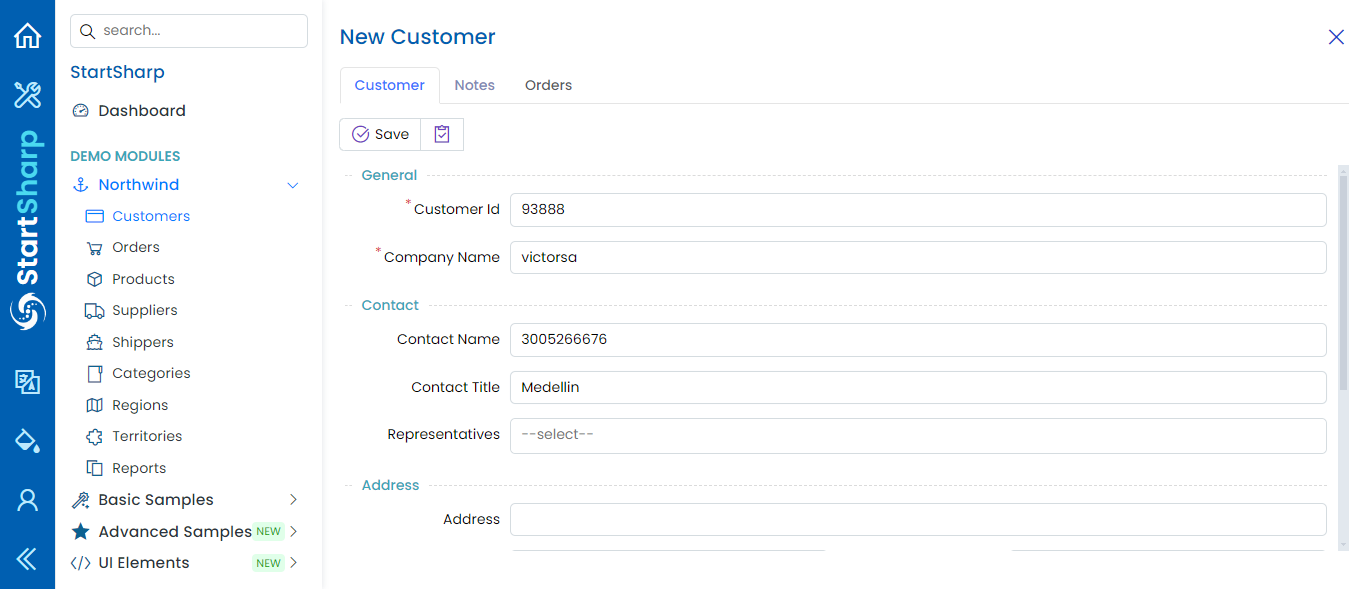 search...
StartSharp
Dashboard
DEMO MODULES
Northwind
Customers
Orders
Products
Suppliers
Shippers
Categories
Regions
Territories
Reports
Basic Samples
Advanced Samples NEW
UI Elements NEW
StartSharp
New Customer
Customer Notes Orders
Save
General
*Customer Id 93888
*Company Name victorsa
Contact
Contact Name 3005266676
Contact Title Medellin
Representatives --select--
Address
Address